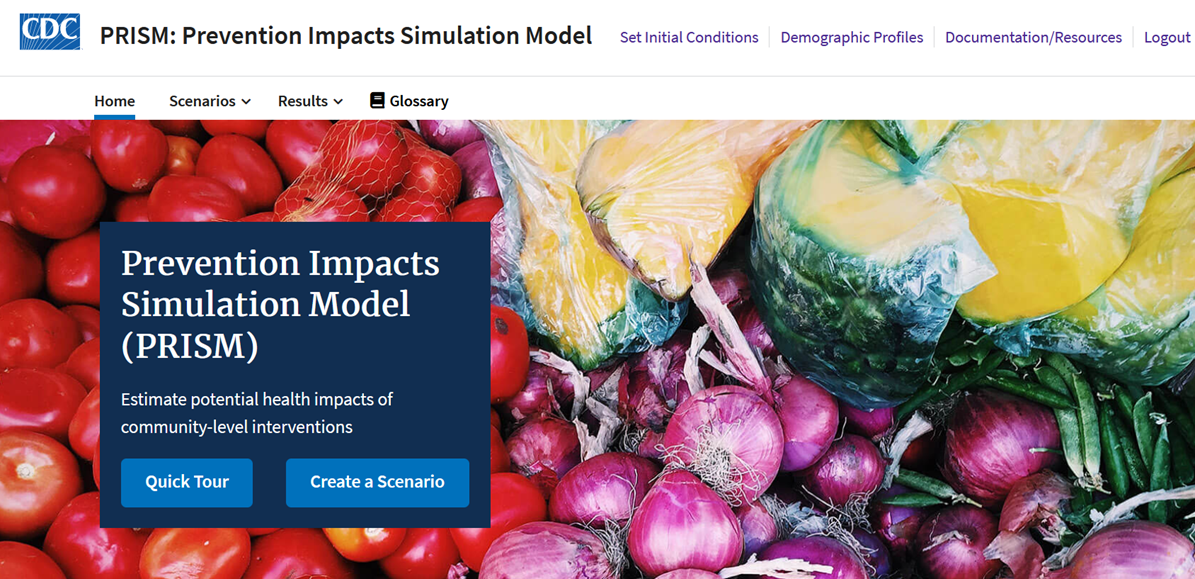 CDC
PRISM: Prevention Impacts Simulation Model
Set Initial Conditions
Demographic Profiles
Documentation/Resources
Logout
Home
Scenarios
Results
Glossary
Prevention Impacts
Simulation Model
(PRISM)
Estimate potential health impacts of
community-level interventions
Quick Tour
Create a Scenario